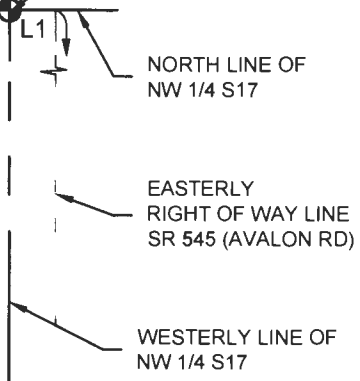 L1
NORTH LINE OF
NW 1/4 S17
EASTERLY
RIGHT OF WAY LINE
SR 545 (AVALON RD)
WESTERLY LINE OF
NW 1/4 S17